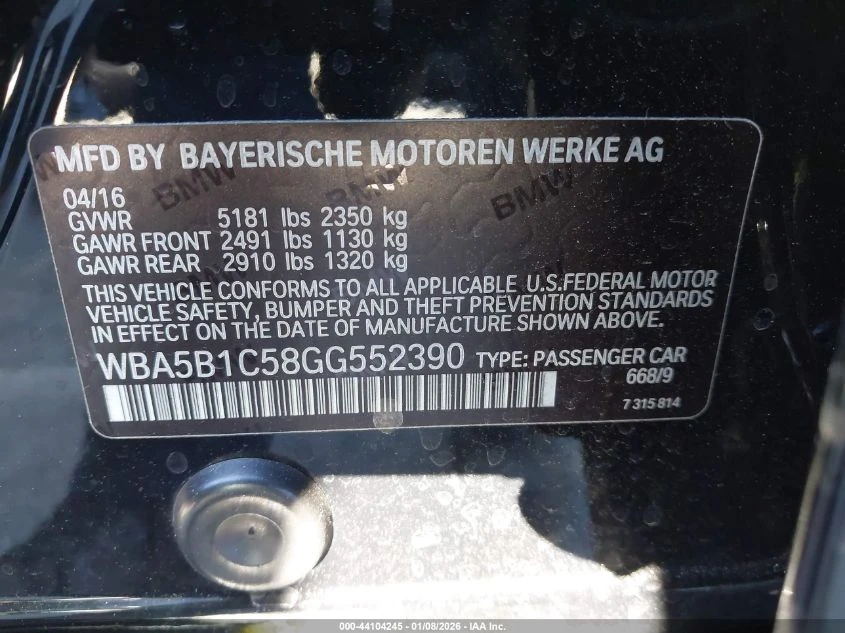 MFD BY BAYERISCHE MOTOREN WERKE AG
04/16
GVWR 5181 lbs 2350 kg
GAWR FRONT 2491 lbs 1130 kg
GAWR REAR 2910 lbs 1320 kg
THIS VEHICLE CONFORMS TO ALL APPLICABLE U.S.FEDERAL MOTOR
VEHICLE SAFETY, BUMPER AND THEFT PREVENTION STANDARDS
IN EFFECT ON THE DATE OF MANUFACTURE SHOWN ABOVE.
WBA5B1C58GG552390 TYPE: PASSENGER CAR
668/9
7 315 814
BMW
BMW
BMW
000-44104245 - 01/08/2026 - IAA Inc.